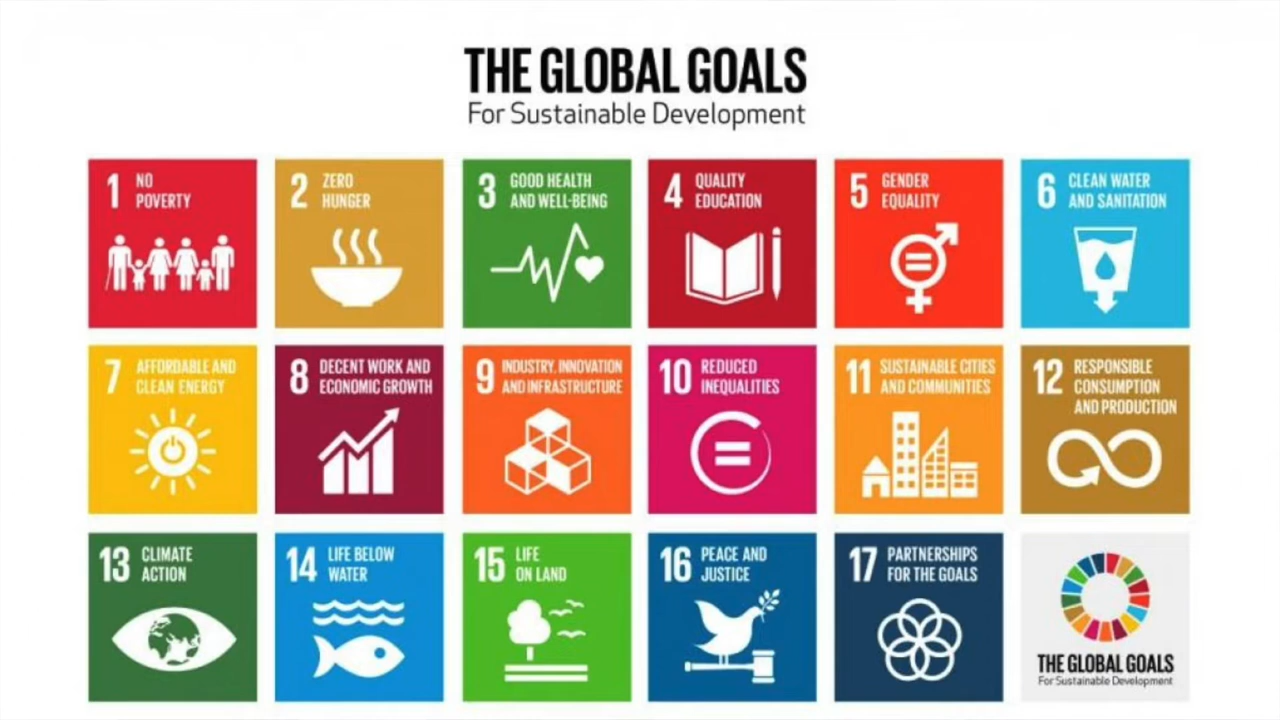 THE GLOBAL GOALS
For Sustainable Development
1 NO
POVERTY
2 ZERO
HUNGER
3 GOOD HEALTH
AND WELL-BEING
4 QUALITY
EDUCATION
5 GENDER
EQUALITY
6 CLEAN WATER
AND SANITATION
7 AFFORDABLE AND
CLEAN ENERGY
8 DECENT WORK AND
ECONOMIC GROWTH
9 INDUSTRY, INNOVATION
AND INFRASTRUCTURE
10 REDUCED
INEQUALITIES
11 SUSTAINABLE CITIES
AND COMMUNITIES
12 RESPONSIBLE
CONSUMPTION
AND PRODUCTION
13 CLIMATE
ACTION
14 LIFE BELOW
WATER
15 LIFE
ON LAND
16 PEACE AND
JUSTICE
17 PARTNERSHIPS
FOR THE GOALS
THE GLOBAL GOALS
For Sustainable Development